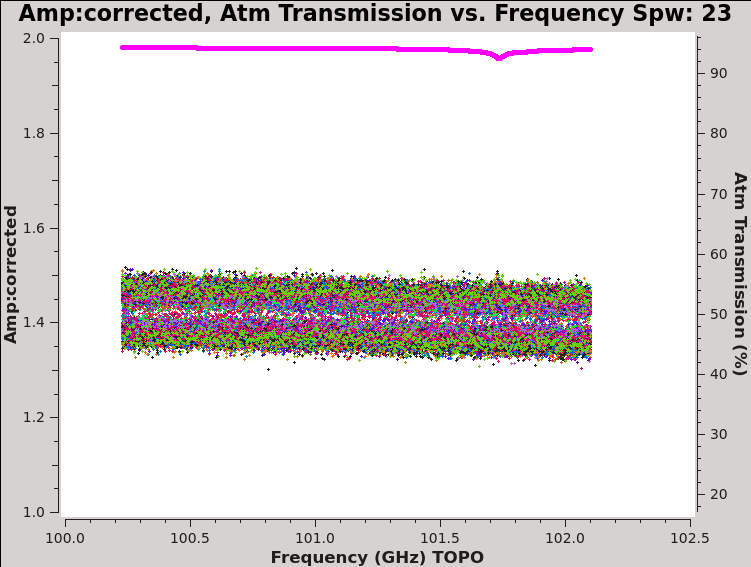 Amp:corrected, Atm Transmission vs. Frequency Spw: 23
2.0
1.8
1.6
1.4
1.2
1.0
Amp:corrected
90
80
70
60
50
40
30
20
Atm Transmission (%)
100.0 100.5 101.0 101.5 102.0 102.5
Frequency (GHz) TOPO